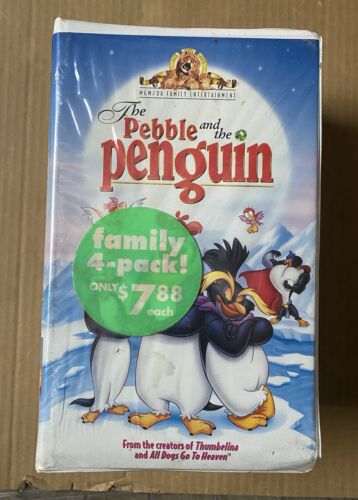 MGM/UA FAMILY ENTERTAINMENT
The
Pebble and the
penguin
family
4-pack!
ONLY $7.88
each
From the creators of Thumbelina
and All Dogs Go To Heaven™